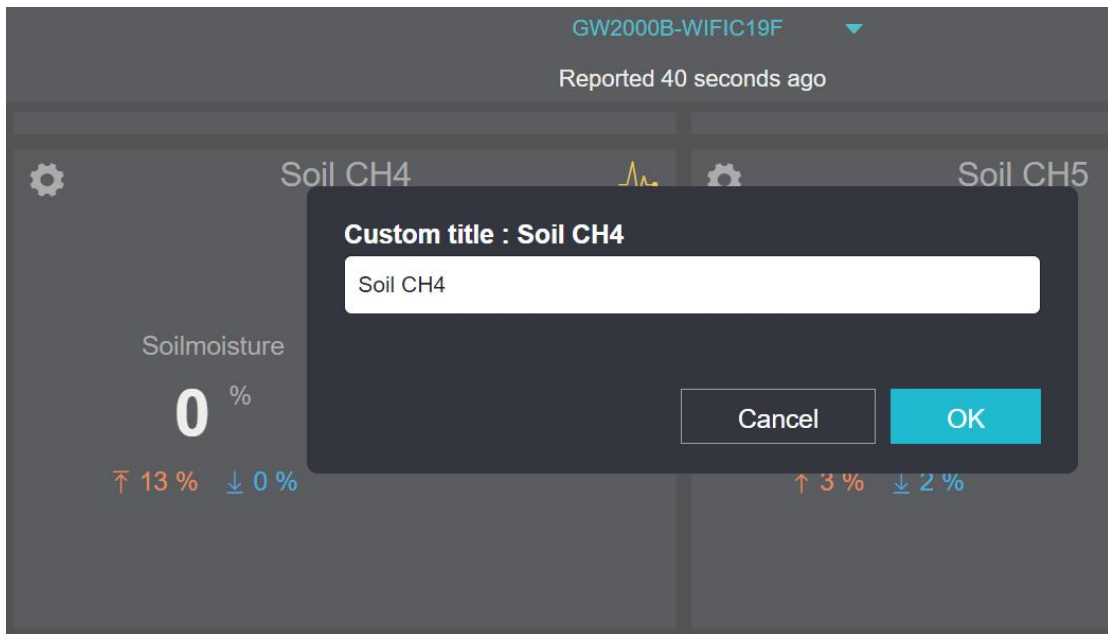 GW2000B-WIFIC19F
Reported 40 seconds ago
Soil CH4
Soil CH5
Custom title : Soil CH4
Soil CH4
Soilmoisture
0 %
Cancel
OK
13 %
0 %
3 %
2 %